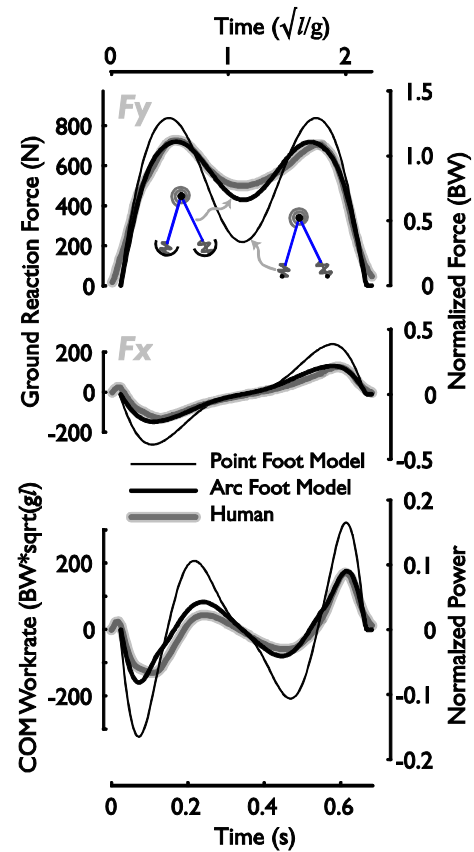 Time (√l/g)
0 1 2
Fy
Ground Reaction Force (N)
800
600
400
200
0
1.5
1.0
0.5
0
Normalized Force (BW)
Fx
200
0
-200
0.5
0
-0.5
Point Foot Model
Arc Foot Model
Human
COM Workrate (BW*sqrt(gl)
200
0
-200
0.2
0.1
0
-0.1
-0.2
Normalized Power
0 0.2 0.4 0.6
Time (s)